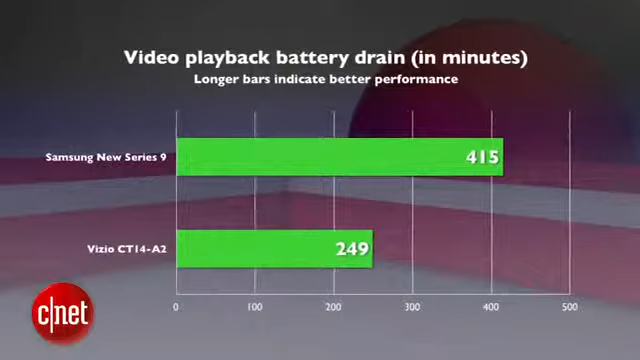 Video playback battery drain (in minutes)
Longer bars indicate better performance
Samsung New Series 9
415
Vizio CT14-A2
249
0 100 200 300 400 500
c|net